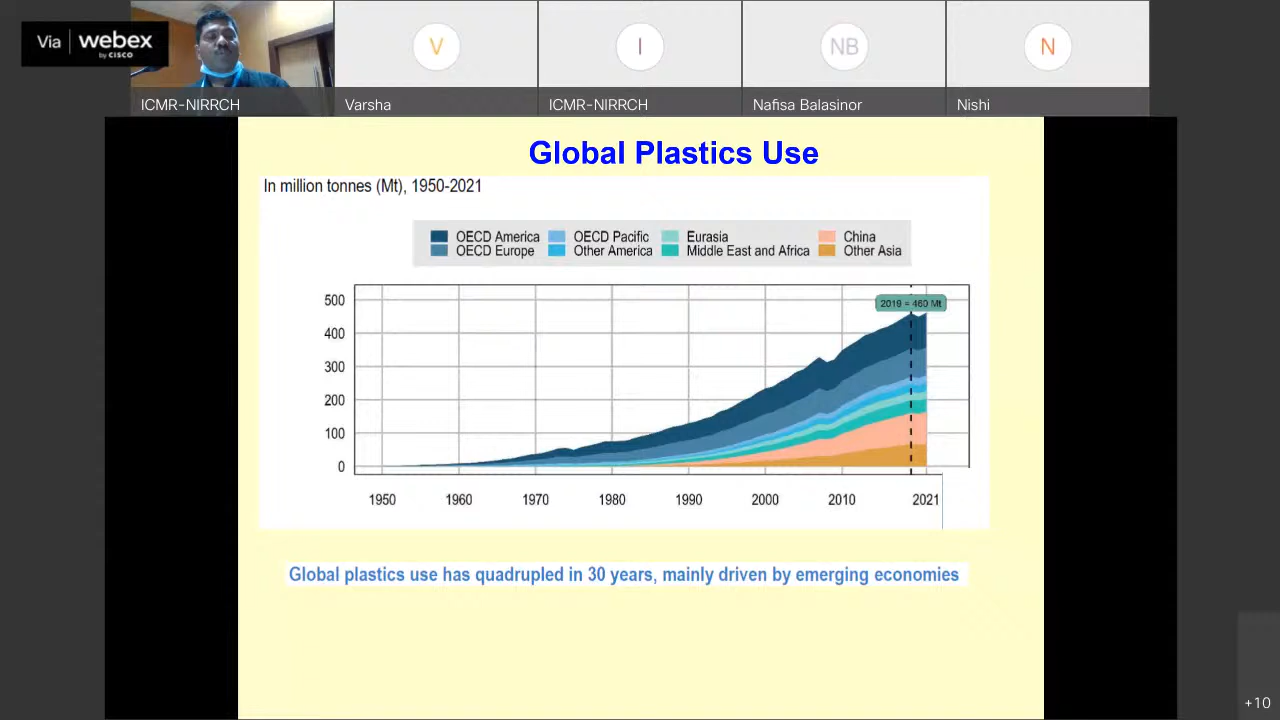 Via webex
by CISCO
ICMR-NIRRCH
V
Varsha
I
ICMR-NIRRCH
NB
Nafisa Balasinor
N
Nishi
Global Plastics Use
In million tonnes (Mt), 1950-2021
OECD America OECD Pacific Eurasia China
OECD Europe Other America Middle East and Africa Other Asia
2019 = 460 Mt
500
400
300
200
100
0
1950 1960 1970 1980 1990 2000 2010 2021
Global plastics use has quadrupled in 30 years, mainly driven by emerging economies
+10